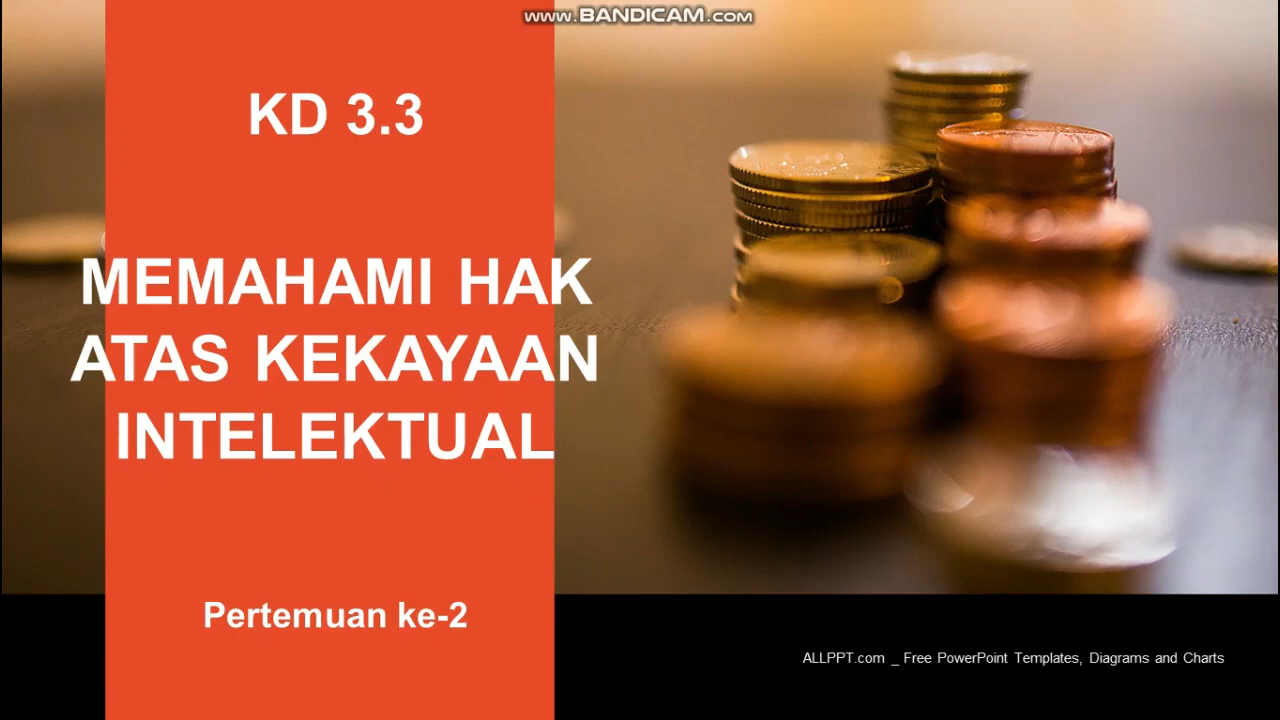 www.BANDICAM.com
KD 3.3
MEMAHAMI HAK
ATAS KEKAYAAN
INTELEKTUAL
Pertemuan ke-2
ALLPPT.com _ Free PowerPoint Templates, Diagrams and Charts